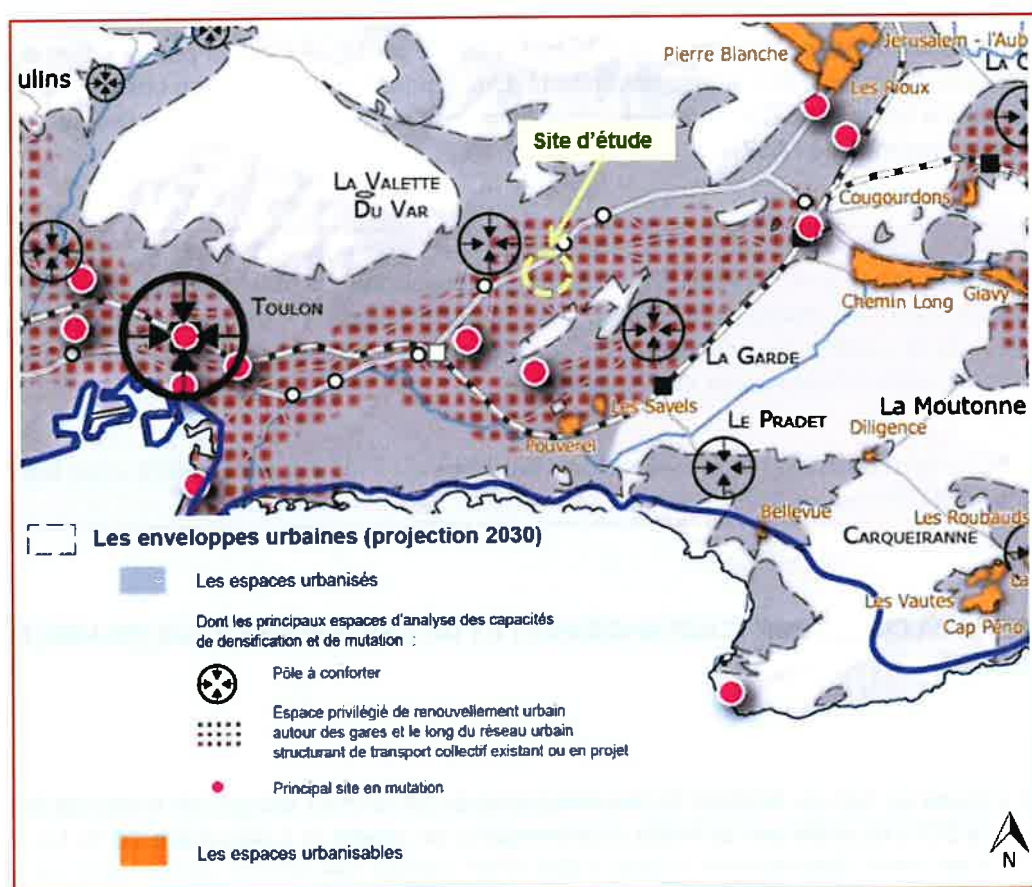 Pierre Blanche
Jérusalem - l'Aub
LA C
ulins
Les Rioux
Site d'étude
LA VALETTE
DU VAR
Cougourdons
TOULON
Chemin Long
Giavy
LA GARDE
Les Savels
LE PRADET
La Moutonne
Pouverel
Diligence
Bellevue
Les Roubauds
CARQUEIRANNE
La
Les Vautes
Cap Péno
Les enveloppes urbaines (projection 2030)
Les espaces urbanisés
Dont les principaux espaces d'analyse des capacités
de densification et de mutation :
Pôle à conforter
Espace privilégié de renouvellement urbain
autour des gares et le long du réseau urbain
structurant de transport collectif existant ou en projet
Principal site en mutation
Les espaces urbanisables
N